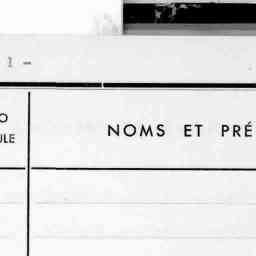 1 -
O
ULE
NOMS ET PRÉ